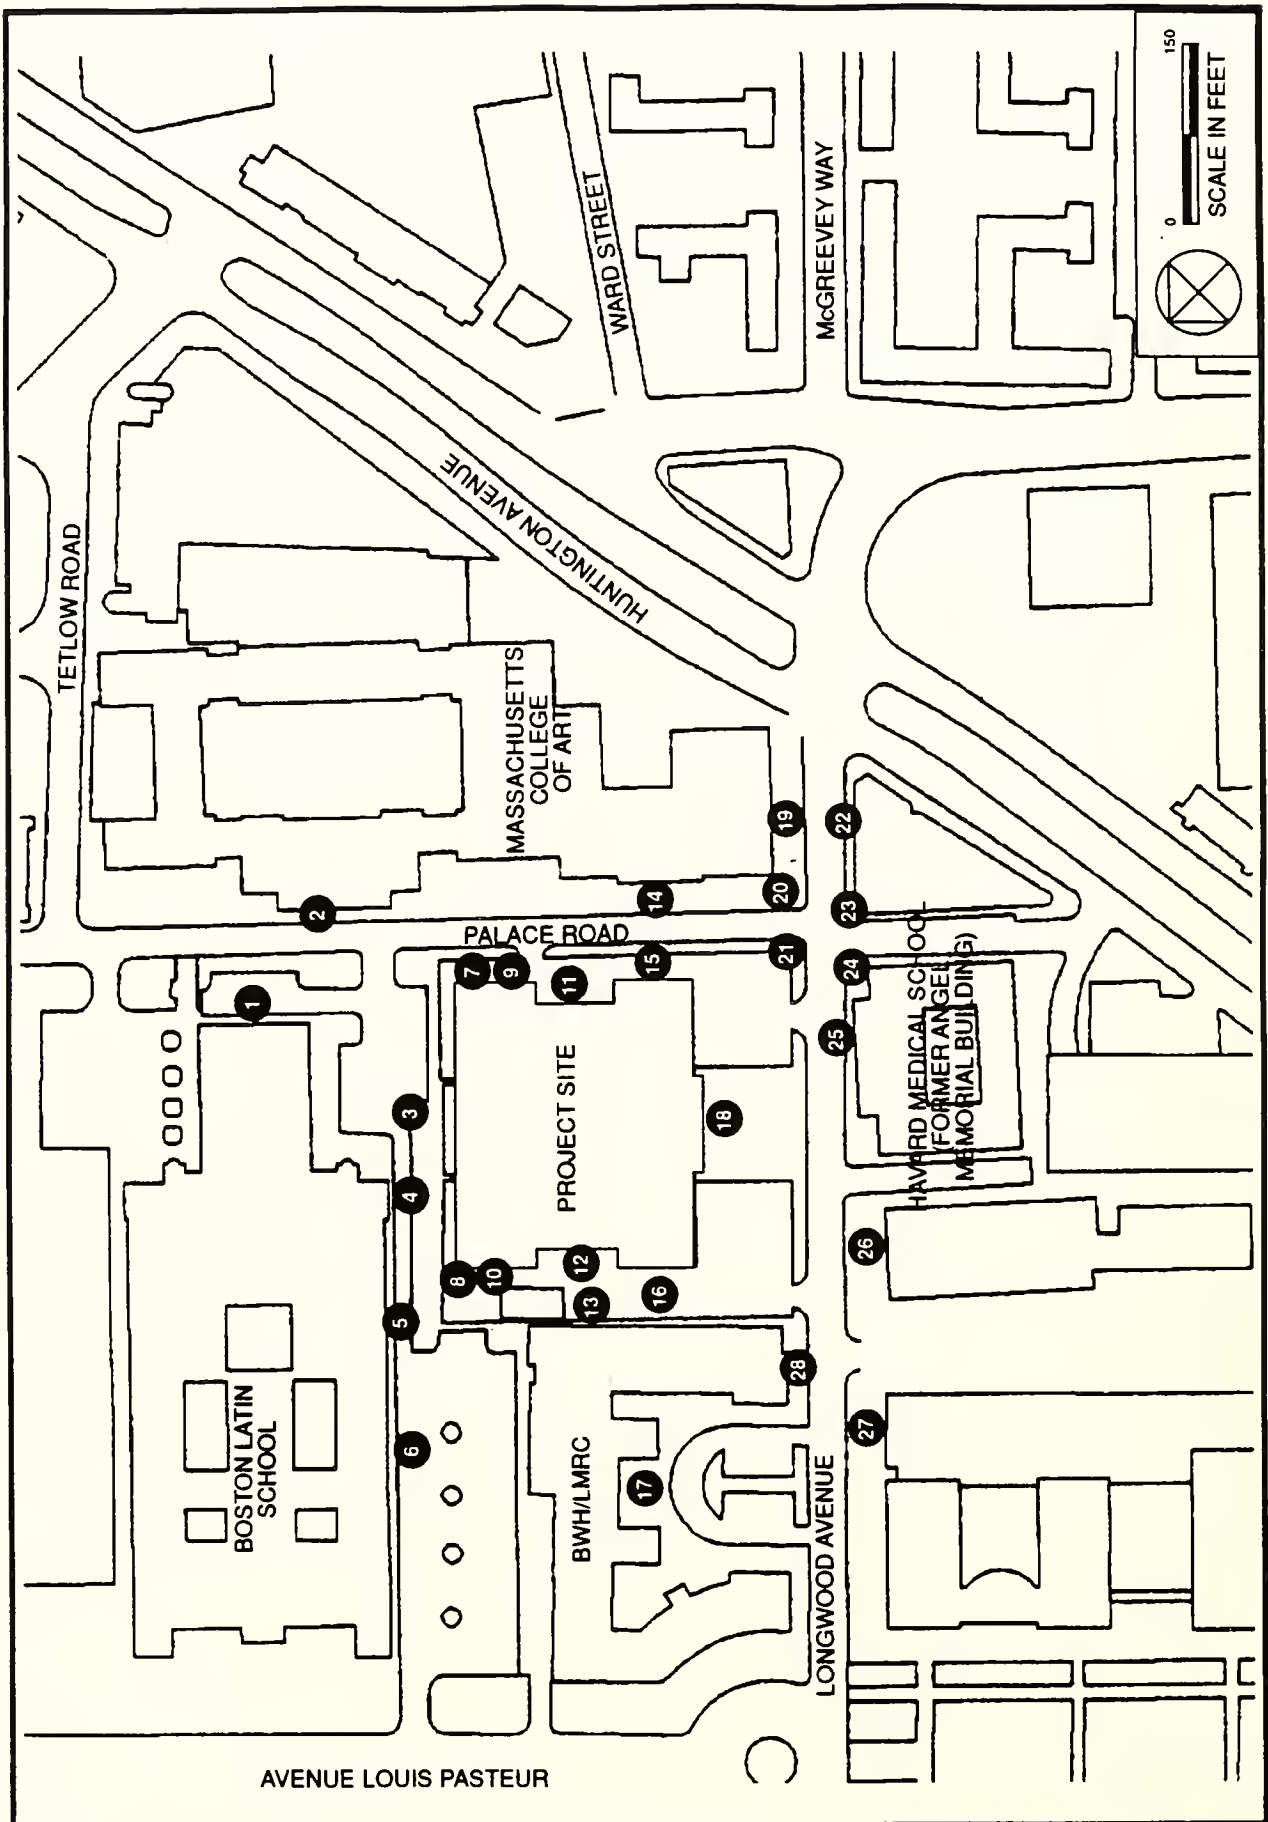 150
0
SCALE IN FEET
TETLOW ROAD
WARD STREET
McGREEVEY WAY
HUNTINGTON AVENUE
MASSACHUSETTS
COLLEGE
OF ART
PALACE ROAD
HAVARD MEDICAL SCHOOL
(FORMER ANGEL
MEMORIAL BUILDING)
PROJECT SITE
BOSTON LATIN
SCHOOL
BWH/LMRC
LONGWOOD AVENUE
AVENUE LOUIS PASTEUR
1
2
3
4
5
6
7
8
9
10
11
12
13
14
15
16
17
18
19
20
21
22
23
24
25
26
27
28